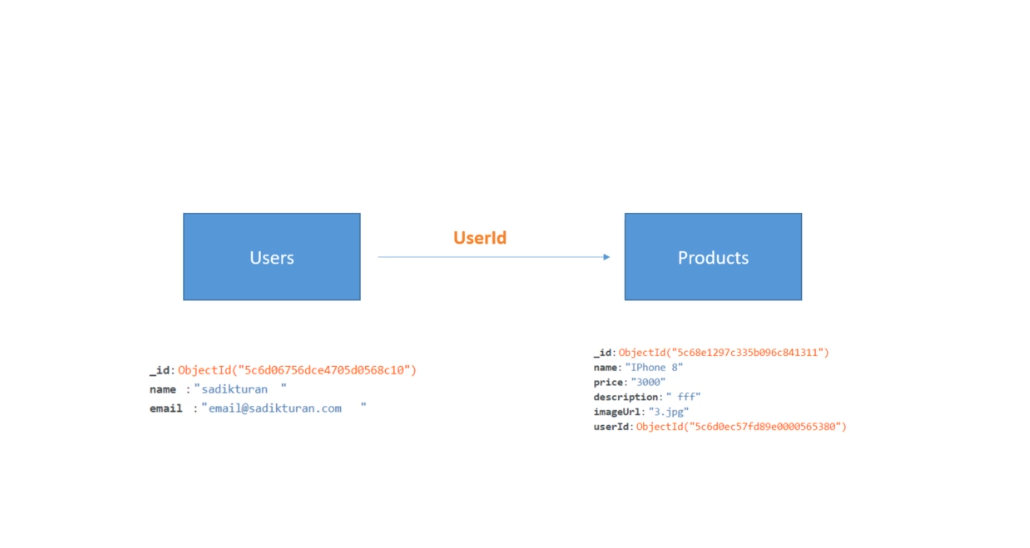 UserId
Users
Products
_id:ObjectId("5c6d06756dce4705d0568c10")
name :"sadikturan "
email :"email@sadikturan.com "
_id:ObjectId("5c68e1297c335b096c841311")
name:"IPhone 8"
price:"3000"
description:" fff"
imageUrl:"3.jpg"
userId:ObjectId("5c6d0ec57fd89e0000565380")